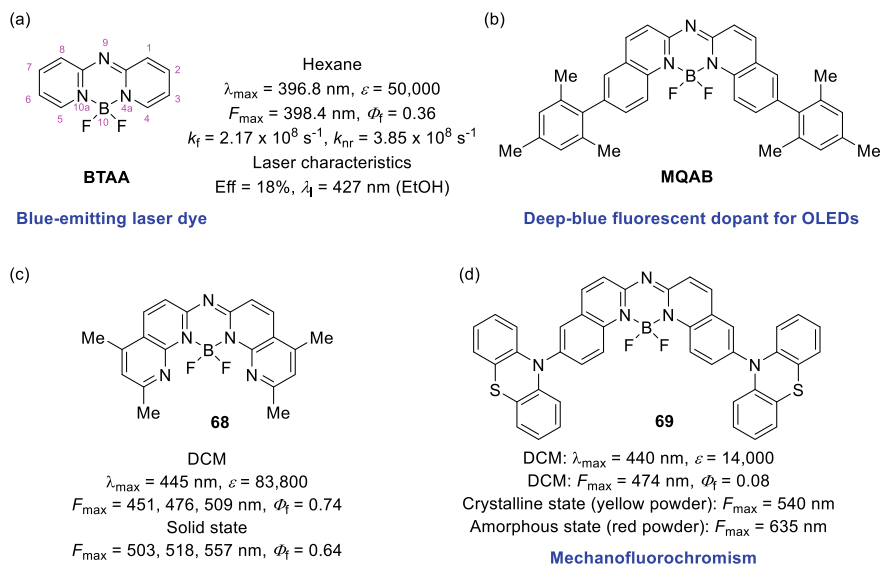 (a)
9
N
8
1
7
2
6
3
N
10a
N
4a
5
B
4
F
10
F
BTAA
Hexane
λmax = 396.8 nm, ε = 50,000
Fmax = 398.4 nm, Φf = 0.36
kf = 2.17 x 10⁸ s⁻¹, knr = 3.85 x 10⁸ s⁻¹
Laser characteristics
Eff = 18%, λl = 427 nm (EtOH)
Blue-emitting laser dye
(b)
N
N
N
B
F
F
Me
Me
Me
Me
Me
Me
MQAB
Deep-blue fluorescent dopant for OLEDs
(c)
N
Me
N
N
Me
B
F
F
N
N
Me
Me
68
DCM
λmax = 445 nm, ε = 83,800
Fmax = 451, 476, 509 nm, Φf = 0.74
Solid state
Fmax = 503, 518, 557 nm, Φf = 0.64
(d)
N
N
N
B
F
F
N
N
S
S
69
DCM: λmax = 440 nm, ε = 14,000
DCM: Fmax = 474 nm, Φf = 0.08
Crystalline state (yellow powder): Fmax = 540 nm
Amorphous state (red powder): Fmax = 635 nm
Mechanofluorochromism